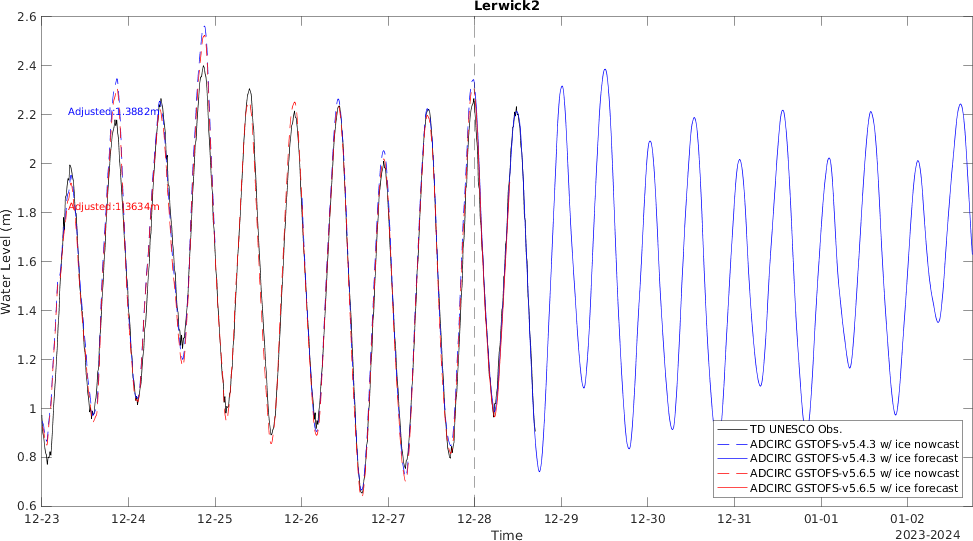 Lerwick2
2.6
2.4
2.2
2
1.8
1.6
1.4
1.2
1
0.8
0.6
Water Level (m)
Adjusted:1.3882m
Adjusted:1.3634m
TD UNESCO Obs.
ADCIRC GSTOFS-v5.4.3 w/ ice nowcast
ADCIRC GSTOFS-v5.4.3 w/ ice forecast
ADCIRC GSTOFS-v5.6.5 w/ ice nowcast
ADCIRC GSTOFS-v5.6.5 w/ ice forecast
12-23 12-24 12-25 12-26 12-27 12-28 12-29 12-30 12-31 01-01 01-02
Time
2023-2024